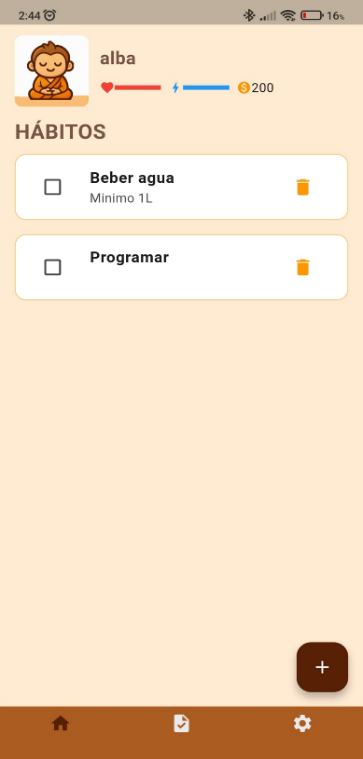 2:44
16%
alba
200
HÁBITOS
Beber agua
Minimo 1L
Programar